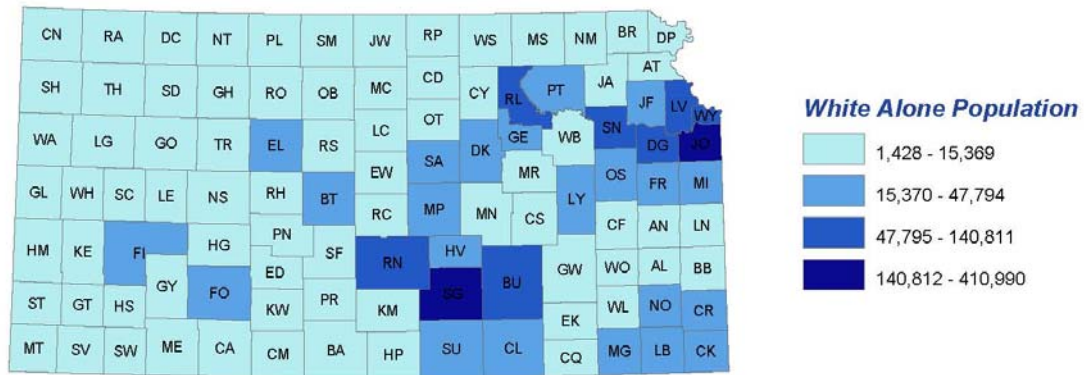 CN RA DC NT PL SM JW RP WS MS NM BR DP
SH TH SD GH RO OB MC CD CY RL PT JA AT JF LV WY
WA LG GO TR EL RS LC OT SA DK GE WB SN DG JO
GL WH SC LE NS RH BT EW RC MP MN MR CS LY OS FR MI
HM KE FI HG PN SF RN HV BU GW CF AN LN
ST GT HS GY FO ED KW PR KM SG EK WO AL BB WL NO CR
MT SV SW ME CA CM BA HP SU CL CQ MG LB CK
White Alone Population
1,428 - 15,369
15,370 - 47,794
47,795 - 140,811
140,812 - 410,990